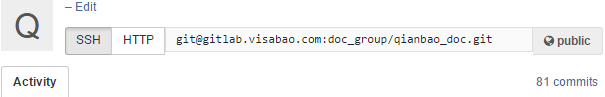 Q
– Edit
SSH HTTP git@gitlab.visabao.com:doc_group/qianbao_doc.git public
Activity 81 commits